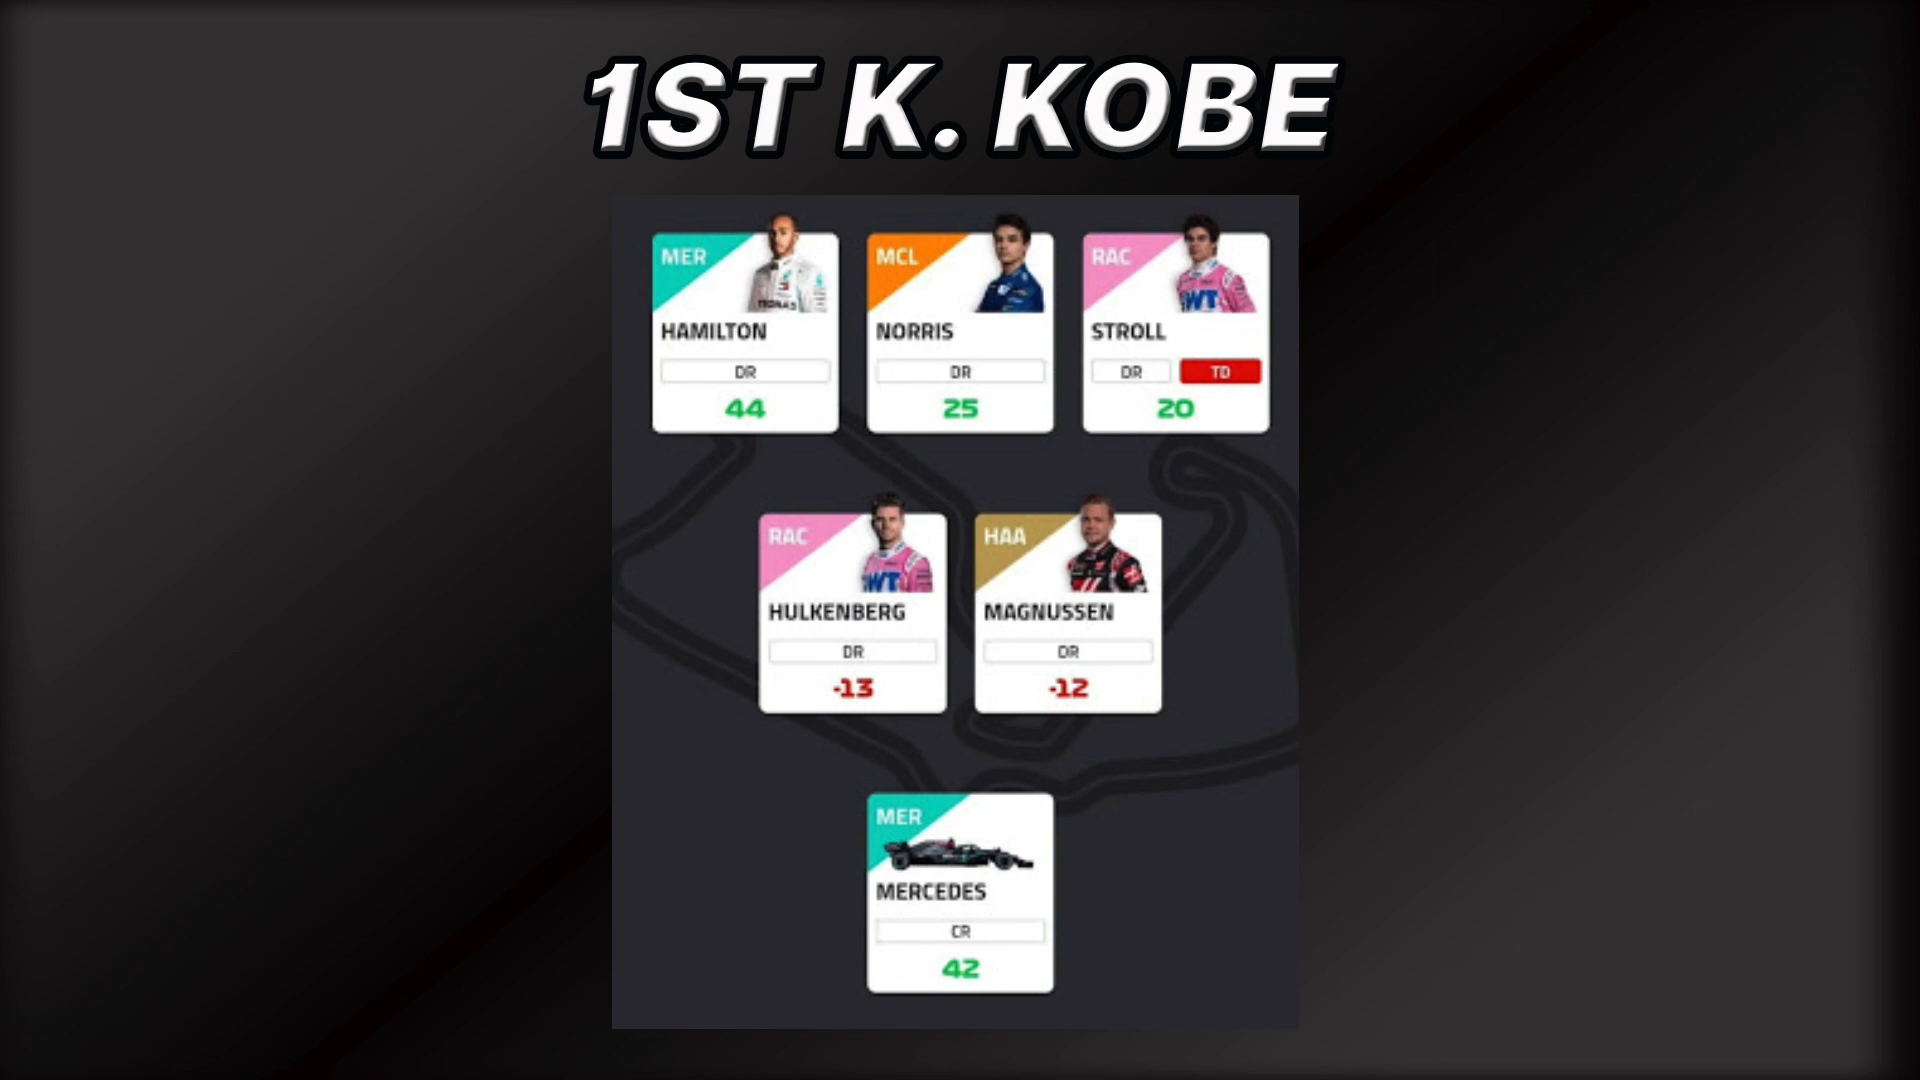 1ST K. KOBE
MER MCL RAC
HAMILTON NORRIS STROLL
DR DR DR TD
44 25 20
RAC HAA
HULKENBERG MAGNUSSEN
DR DR
-13 -12
MER
MERCEDES
CR
42